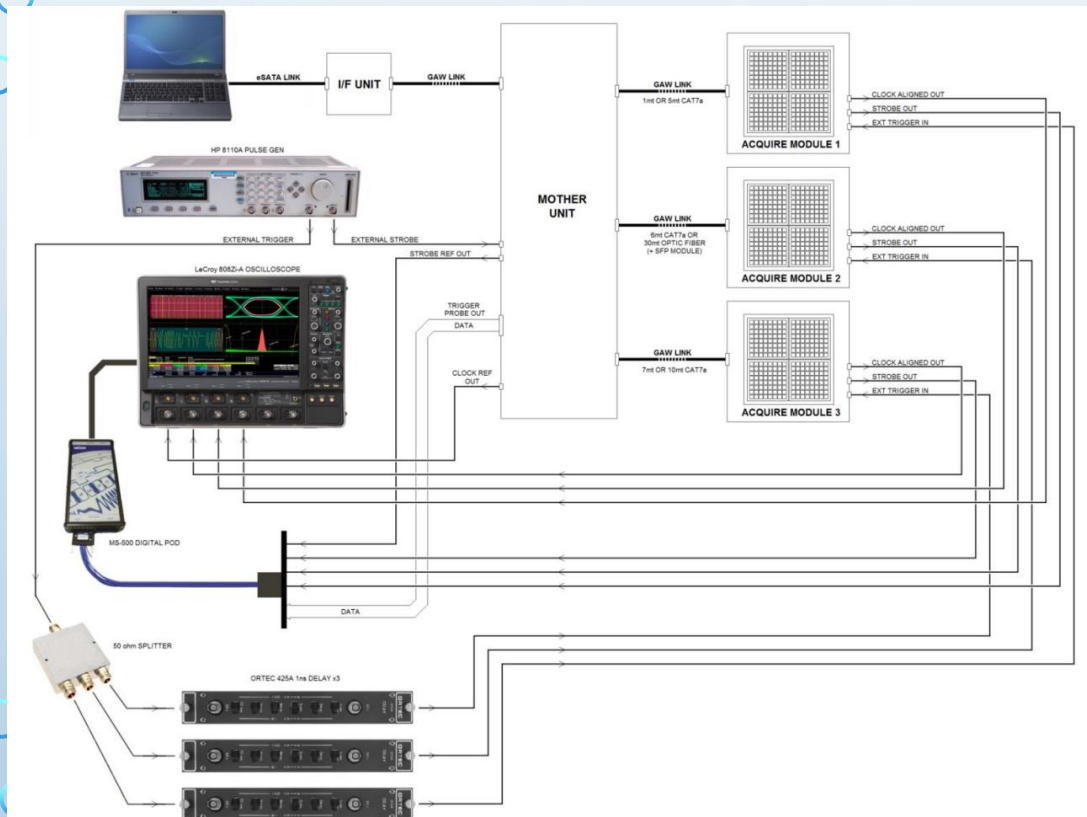 eSATA LINK
I/F UNIT
GAW LINK
HP 8110A PULSE GEN
EXTERNAL TRIGGER
EXTERNAL STROBE
STROBE REF OUT
LeCroy 808Zi-A OSCILLOSCOPE
TRIGGER
PROBE OUT
DATA
CLOCK REF
OUT
MOTHER
UNIT
GAW LINK
1mt OR 5mt CAT7a
ACQUIRE MODULE 1
CLOCK ALIGNED OUT
STROBE OUT
EXT TRIGGER IN
GAW LINK
6mt CAT7a OR
30mt OPTIC FIBER
(+ SFP MODULE)
ACQUIRE MODULE 2
CLOCK ALIGNED OUT
STROBE OUT
EXT TRIGGER IN
GAW LINK
7mt OR 10mt CAT7a
ACQUIRE MODULE 3
CLOCK ALIGNED OUT
STROBE OUT
EXT TRIGGER IN
MS-500 DIGITAL POD
DATA
50 ohm SPLITTER
ORTEC 425A 1ns DELAY x3
ORTEC
ORTEC
ORTEC